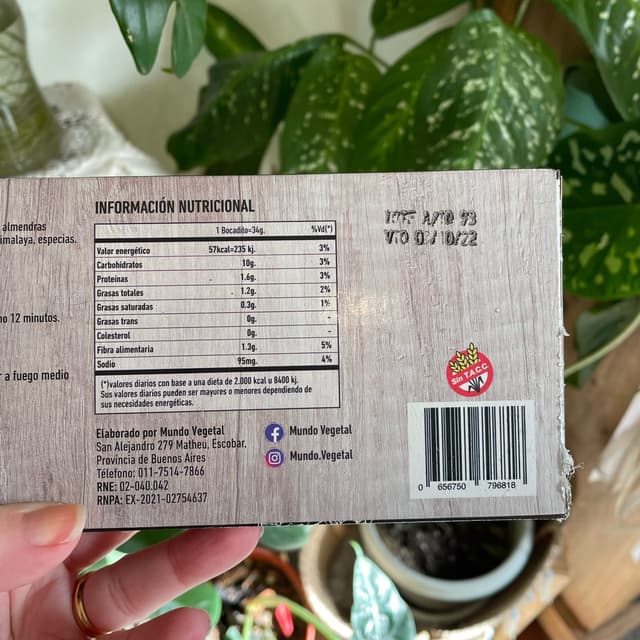 almendras
imalaya, especias.
no 12 minutos.
r a fuego medio
INFORMACIÓN NUTRICIONAL
1 Bocadito=34g. %Vd(*)
Valor energético 57kcal=235 kj. 3%
Carbohidratos 10g. 3%
Proteínas 1.6g. 3%
Grasas totales 1.2g. 2%
Grasas saturadas 0.3g. 1%
Grasas trans 0g. -
Colesterol 0g. -
Fibra alimentaria 1.3g. 5%
Sodio 95mg. 4%
(*)valores diarios con base a una dieta de 2.000 kcal u 8400 kj.
Sus valores diarios pueden ser mayores o menores dependiendo de
sus necesidades energéticas.
Elaborado por Mundo Vegetal
San Alejandro 279 Matheu, Escobar,
Provincia de Buenos Aires
Télefono: 011-7514-7866
RNE: 02-040.042
RNPA: EX-2021-02754637
Mundo Vegetal
Mundo.Vegetal
VTO
Sin T.A.C.C.
0 656750 796818